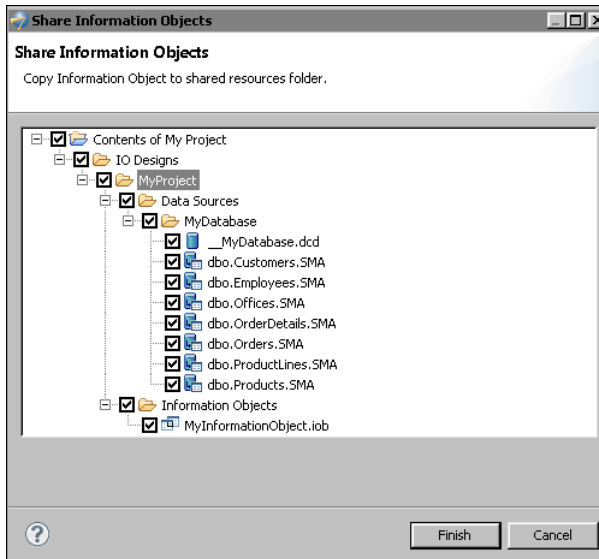 Share Information Objects
Share Information Objects
Copy Information Object to shared resources folder.
Contents of My Project
IO Designs
MyProject
Data Sources
MyDatabase
__MyDatabase.dcd
dbo.Customers.SMA
dbo.Employees.SMA
dbo.Offices.SMA
dbo.OrderDetails.SMA
dbo.Orders.SMA
dbo.ProductLines.SMA
dbo.Products.SMA
Information Objects
MyInformationObject.iob
? Finish Cancel